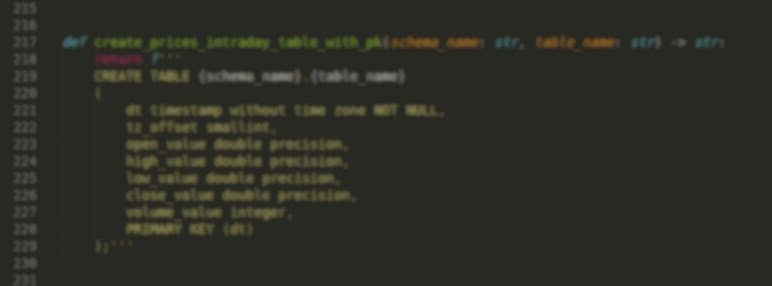 215
216
217 def create_prices_intraday_table_with_pk(schema_name: str, table_name: str) -> str:
218 return f'''
219 CREATE TABLE {schema_name}.{table_name}
220 (
221 dt timestamp without time zone NOT NULL,
222 tz_offset smallint,
223 open_value double precision,
224 high_value double precision,
225 low_value double precision,
226 close_value double precision,
227 volume_value integer,
228 PRIMARY KEY (dt)
229 );'''
230
231